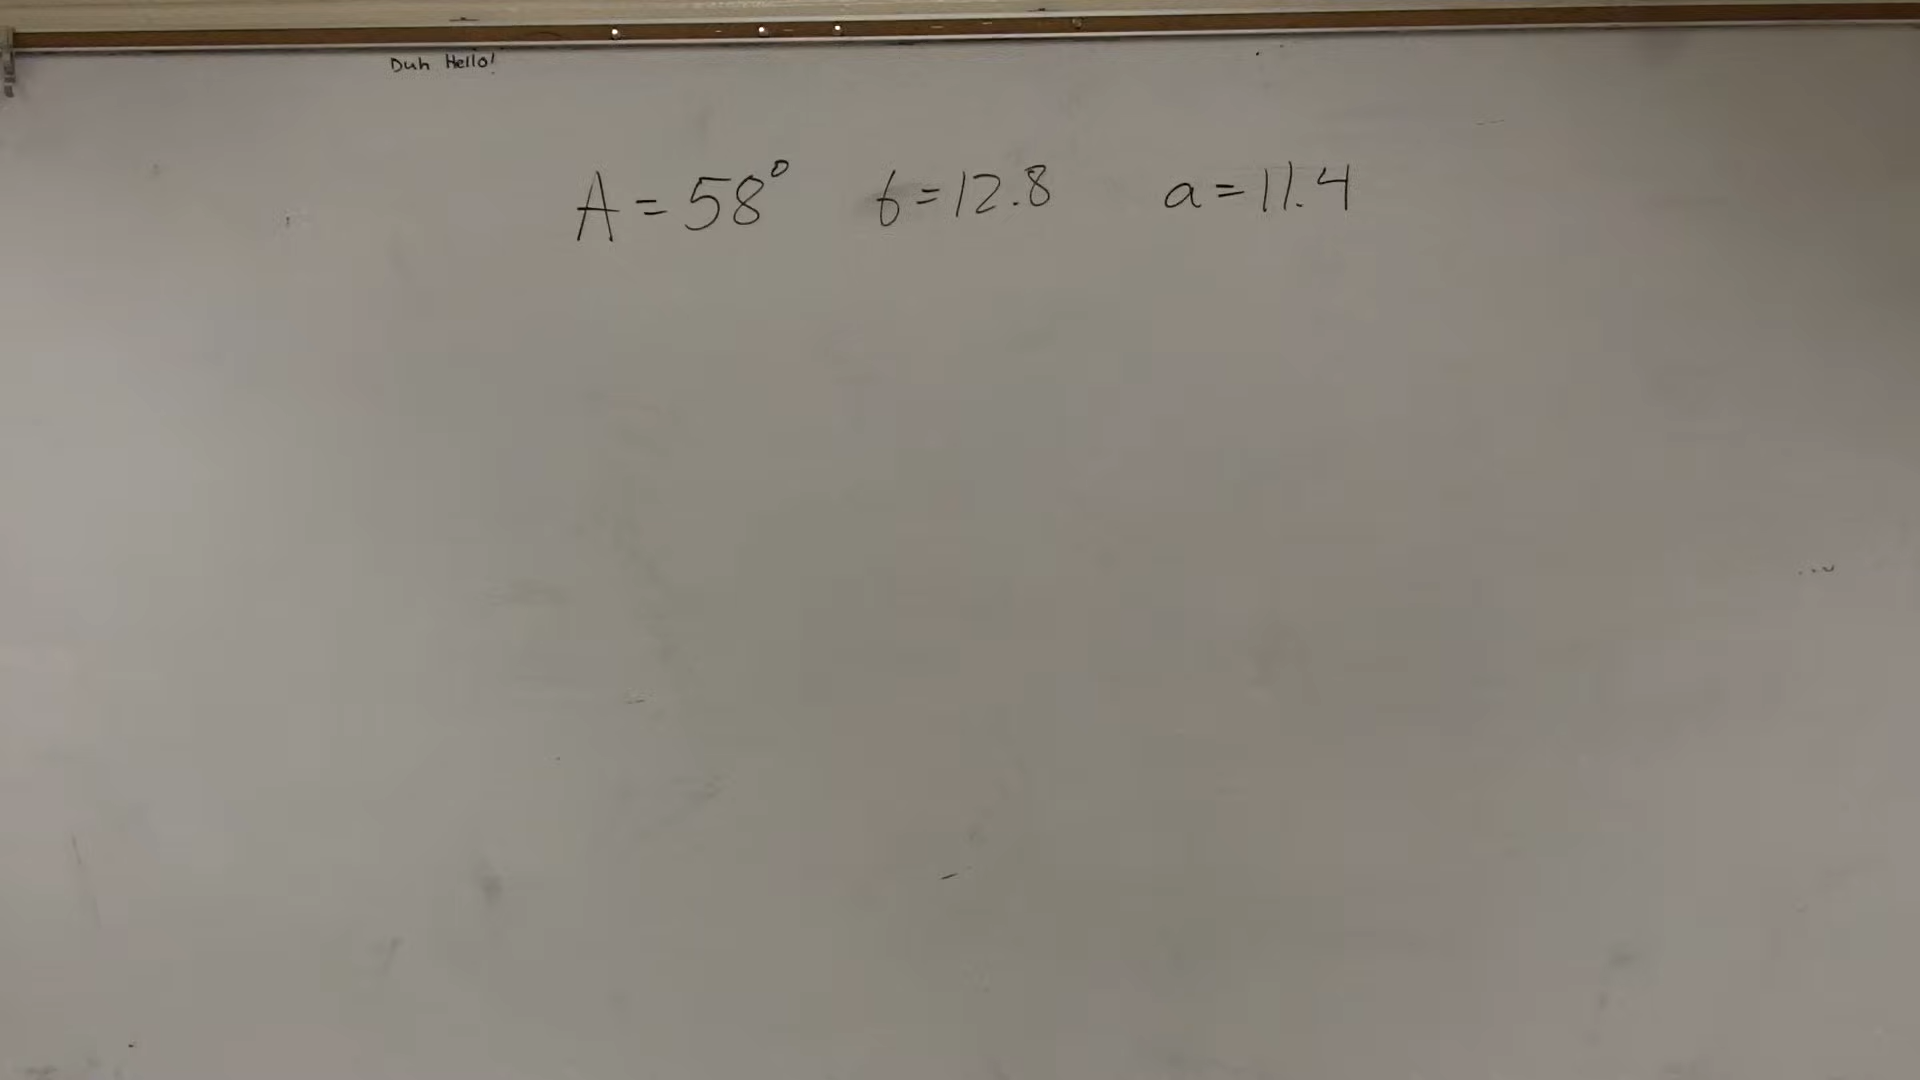 Duh Hello!
A = 58° b = 12.8 a = 11.4